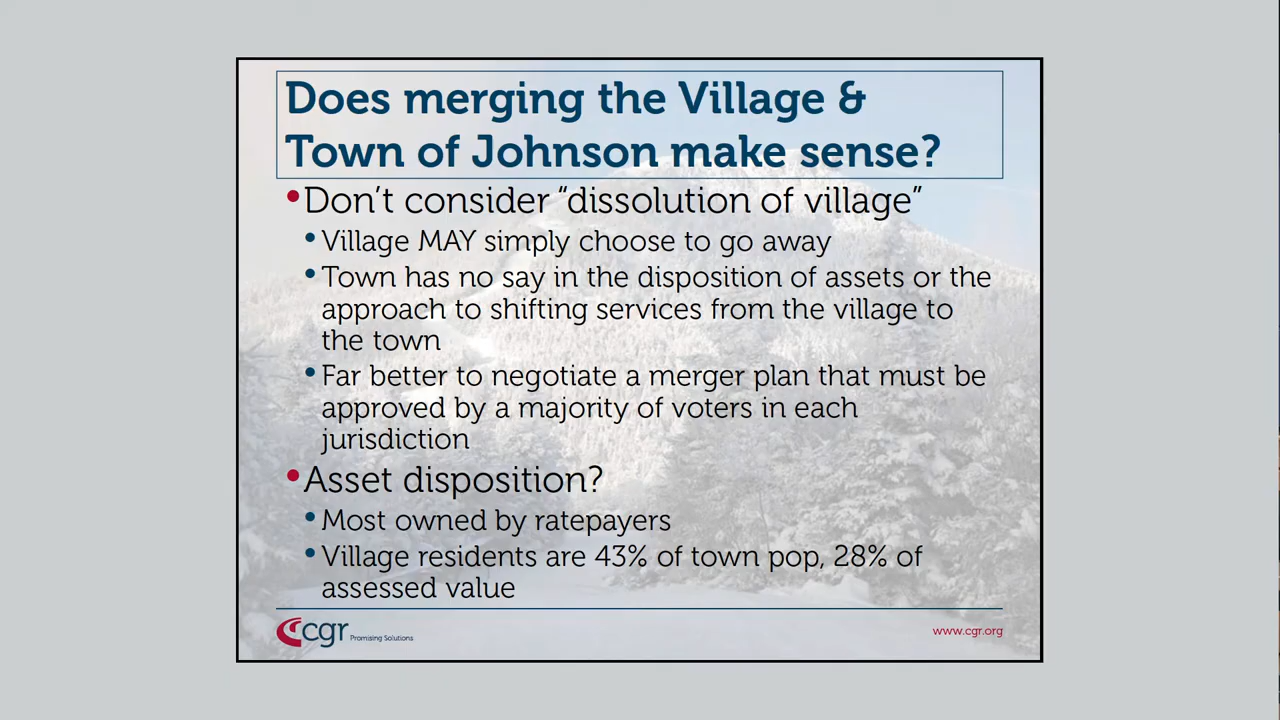 Does merging the Village &
Town of Johnson make sense?
•Don’t consider “dissolution of village”
•Village MAY simply choose to go away
•Town has no say in the disposition of assets or the
approach to shifting services from the village to
the town
•Far better to negotiate a merger plan that must be
approved by a majority of voters in each
jurisdiction
•Asset disposition?
•Most owned by ratepayers
•Village residents are 43% of town pop, 28% of
assessed value
cgr Promising Solutions
www.cgr.org